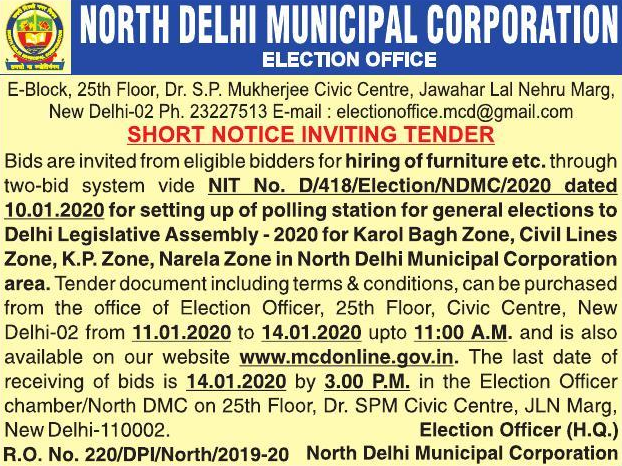 NORTH DELHI MUNICIPAL CORPORATION
ELECTION OFFICE
E-Block, 25th Floor, Dr. S.P. Mukherjee Civic Centre, Jawahar Lal Nehru Marg,
New Delhi-02 Ph. 23227513 E-mail : electionoffice.mcd@gmail.com
SHORT NOTICE INVITING TENDER
Bids are invited from eligible bidders for hiring of furniture etc. through
two-bid system vide NIT No. D/418/Election/NDMC/2020 dated
10.01.2020 for setting up of polling station for general elections to
Delhi Legislative Assembly - 2020 for Karol Bagh Zone, Civil Lines
Zone, K.P. Zone, Narela Zone in North Delhi Municipal Corporation
area. Tender document including terms & conditions, can be purchased
from the office of Election Officer, 25th Floor, Civic Centre, New
Delhi-02 from 11.01.2020 to 14.01.2020 upto 11:00 A.M. and is also
available on our website www.mcdonline.gov.in. The last date of
receiving of bids is 14.01.2020 by 3.00 P.M. in the Election Officer
chamber/North DMC on 25th Floor, Dr. SPM Civic Centre, JLN Marg,
New Delhi-110002. Election Officer (H.Q.)
R.O. No. 220/DPI/North/2019-20 North Delhi Municipal Corporation